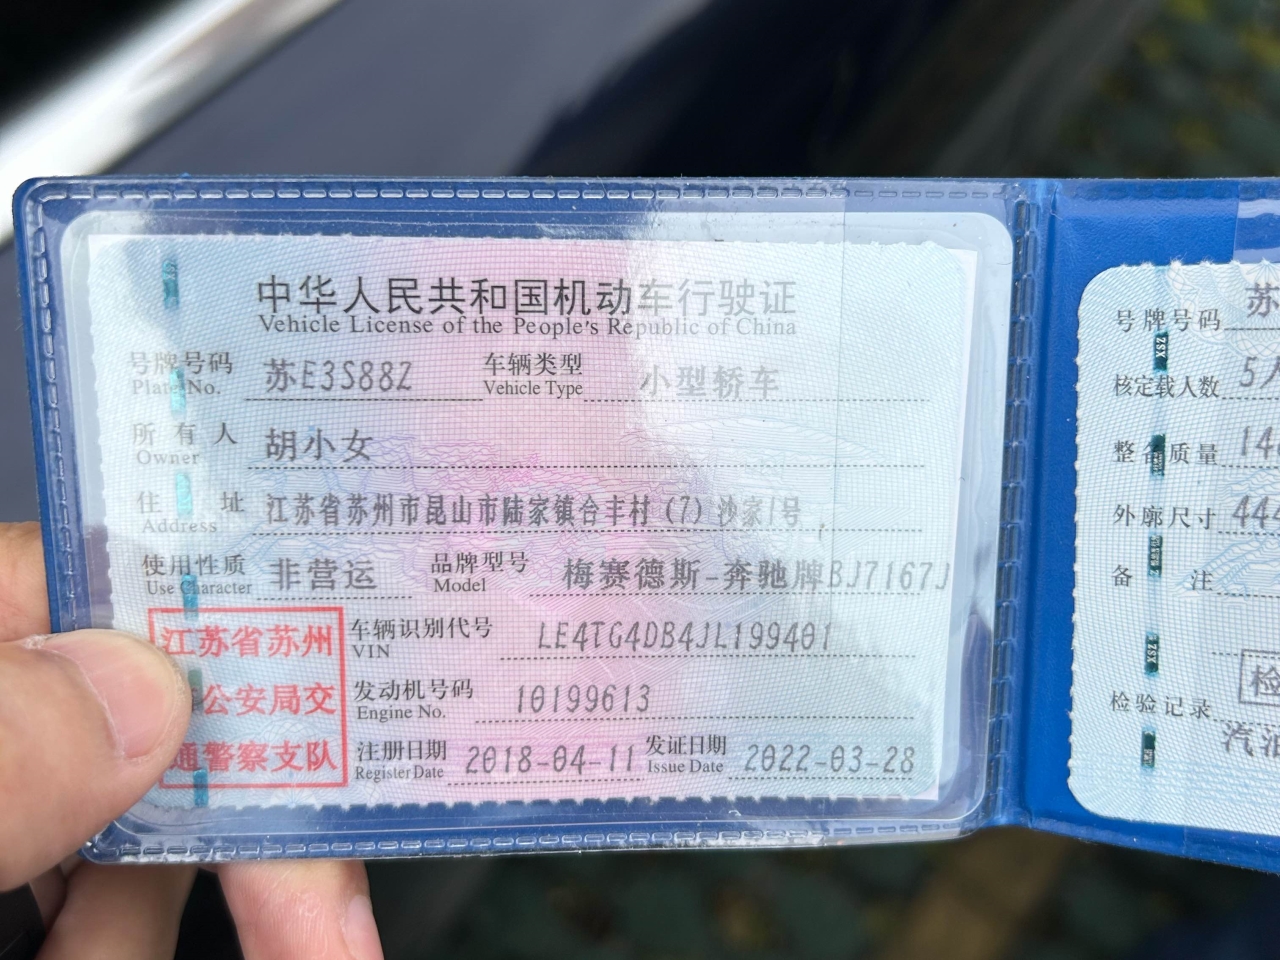 中华人民共和国机动车行驶证
Vehicle License of the People's Republic of China
号牌号码 苏E3S88Z 车辆类型 小型轿车
Plate No. Vehicle Type
所有人 胡小女
Owner
住址 江苏省苏州市昆山市陆家镇合丰村(7)沙家1号
Address
使用性质 非营运 品牌型号 梅赛德斯-奔驰牌BJ7167J
Use Character Model
江苏省苏州
公安局交
通警察支队
车辆识别代号 LE4TG4DB4JL199401
VIN
发动机号码 10199613
Engine No.
注册日期 2018-04-11 发证日期 2022-03-28
Register Date Issue Date
号牌号码 苏
核定载人数 5人
整备质量
外廓尺寸
备注
检验记录
XSZ
XSZ